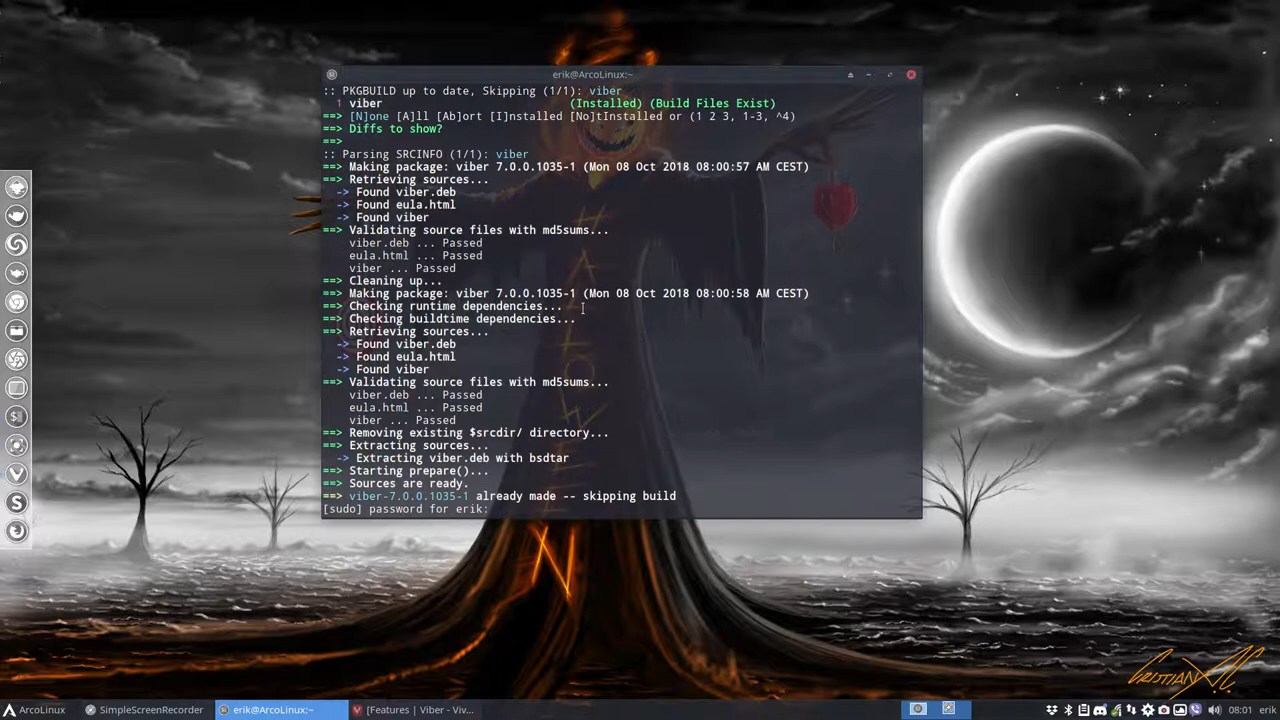 erik@ArcoLinux:~
:: PKGBUILD up to date, Skipping (1/1): viber
1 viber (Installed) (Build Files Exist)
==> [N]one [A]ll [Ab]ort [I]nstalled [No]tInstalled or (1 2 3, 1-3, ^4)
==> Diffs to show?
==>
:: Parsing SRCINFO (1/1): viber
==> Making package: viber 7.0.0.1035-1 (Mon 08 Oct 2018 08:00:57 AM CEST)
==> Retrieving sources...
-> Found viber.deb
-> Found eula.html
-> Found viber
==> Validating source files with md5sums...
viber.deb ... Passed
eula.html ... Passed
viber ... Passed
==> Cleaning up...
==> Making package: viber 7.0.0.1035-1 (Mon 08 Oct 2018 08:00:58 AM CEST)
==> Checking runtime dependencies...
==> Checking buildtime dependencies...
==> Retrieving sources...
-> Found viber.deb
-> Found eula.html
-> Found viber
==> Validating source files with md5sums...
viber.deb ... Passed
eula.html ... Passed
viber ... Passed
==> Removing existing $srcdir/ directory...
==> Extracting sources...
-> Extracting viber.deb with bsdtar
==> Starting prepare()...
==> Sources are ready.
==> viber-7.0.0.1035-1 already made -- skipping build
[sudo] password for erik:
ArcoLinux SimpleScreenRecorder erik@ArcoLinux:~ [Features | Viber - Viv... 08:01 erik